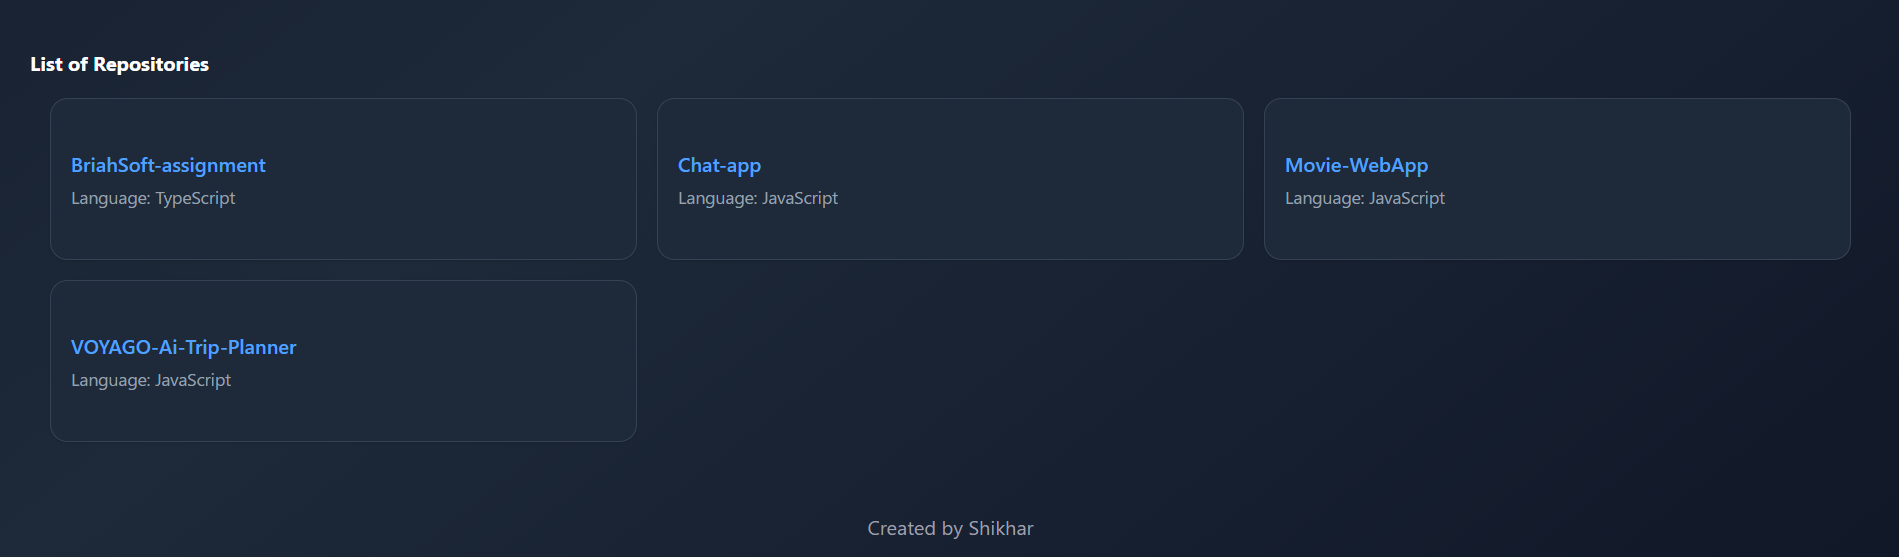 List of Repositories
BriahSoft-assignment
Language: TypeScript
Chat-app
Language: JavaScript
Movie-WebApp
Language: JavaScript
VOYAGO-Ai-Trip-Planner
Language: JavaScript
Created by Shikhar